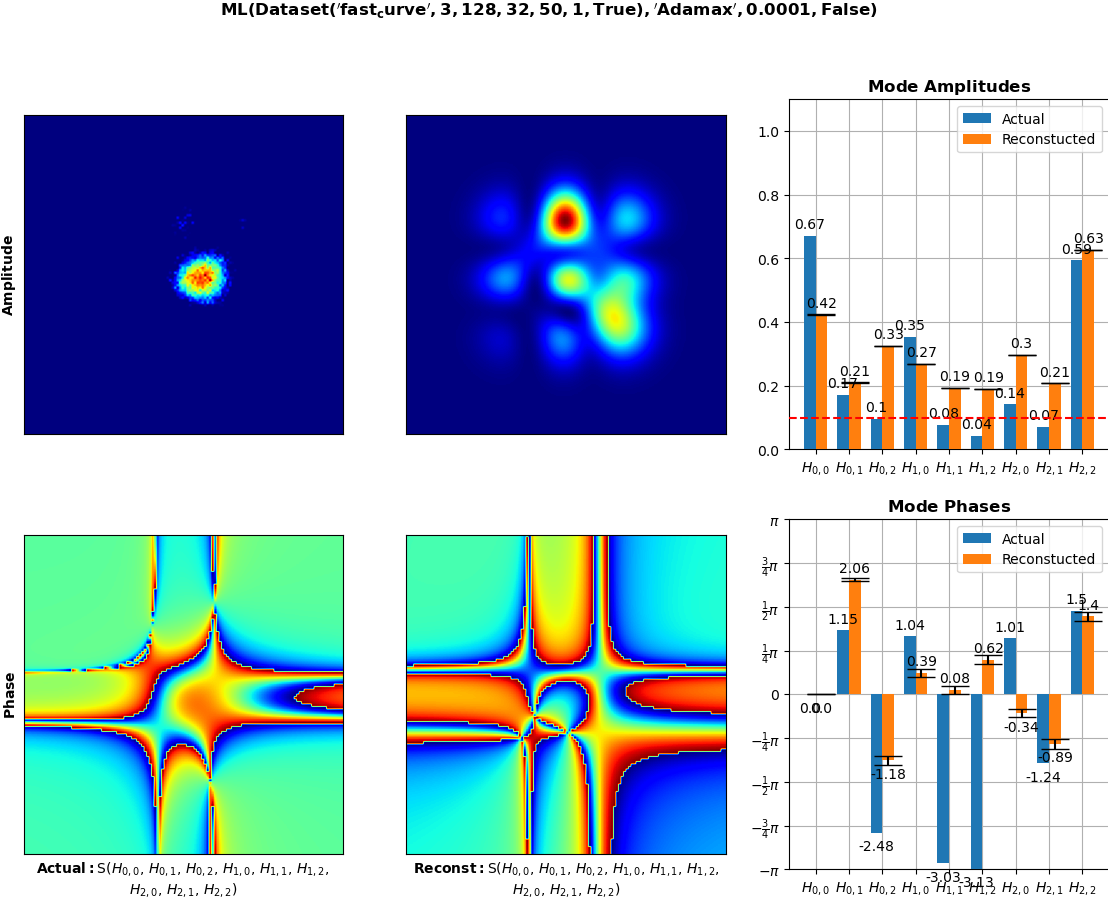 ML(Dataset('fast_curve', 3, 128, 32, 50, 1, True), 'Adamax', 0.0001, False)
Amplitude
Mode Amplitudes
Actual
Reconstucted
1.0
0.8
0.6
0.4
0.2
0.0
0.67
0.42
0.17
0.21
0.1
0.33
0.35
0.27
0.08
0.19
0.04
0.19
0.14
0.3
0.07
0.21
0.59
0.63
H0,0 H0,1 H0,2 H1,0 H1,1 H1,2 H2,0 H2,1 H2,2
Phase
Mode Phases
Actual
Reconstucted
π
3/4π
1/2π
1/4π
0
−1/4π
−1/2π
−3/4π
−π
0.0
0.0
1.15
2.06
-2.48
-1.18
1.04
0.39
-3.03
0.08
-3.13
0.62
1.01
-0.34
-1.24
-0.89
1.5
1.4
H0,0 H0,1 H0,2 H1,0 H1,1 H1,2 H2,0 H2,1 H2,2
Actual: S(H0,0, H0,1, H0,2, H1,0, H1,1, H1,2,
H2,0, H2,1, H2,2)
Reconst: S(H0,0, H0,1, H0,2, H1,0, H1,1, H1,2,
H2,0, H2,1, H2,2)